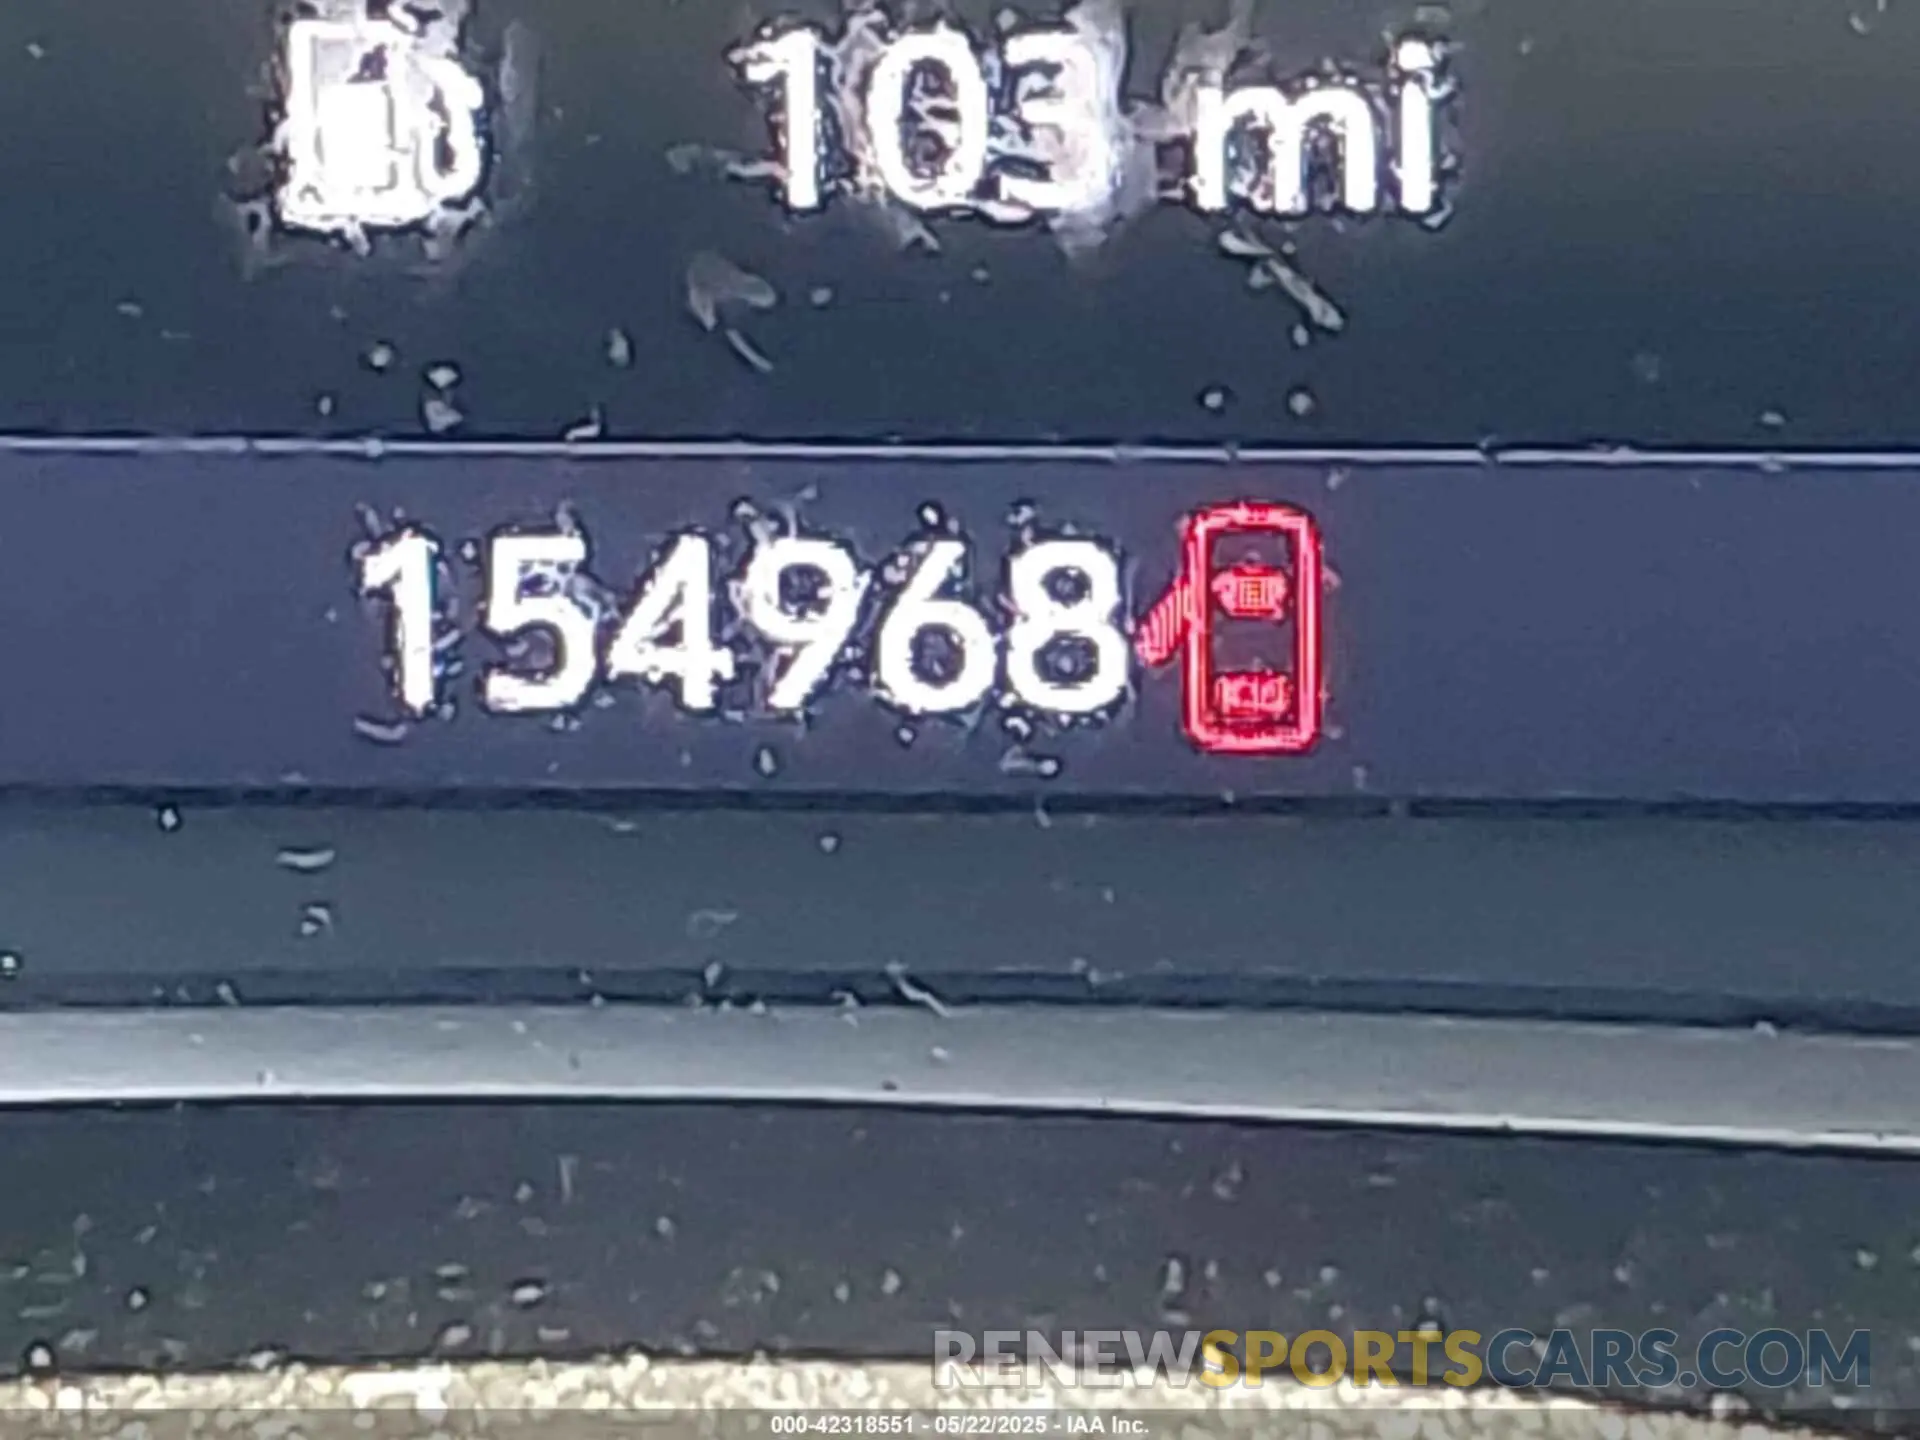 103 mi
154968
RENEWSPORTSCARS.COM
000-42318551 - 05/22/2025 - IAA Inc.